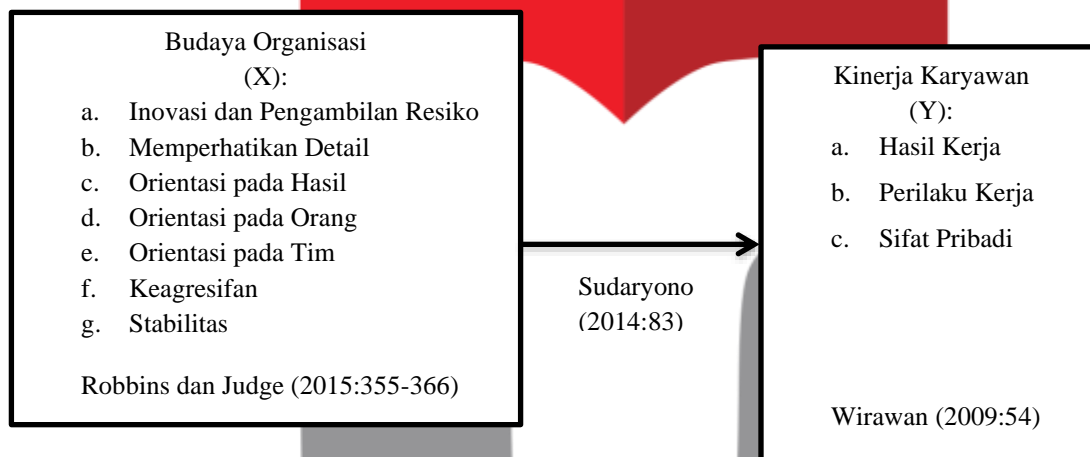 Budaya Organisasi
(X):
a. Inovasi dan Pengambilan Resiko
b. Memperhatikan Detail
c. Orientasi pada Hasil
d. Orientasi pada Orang
e. Orientasi pada Tim
f. Keagresifan
g. Stabilitas
Robbins dan Judge (2015:355-366)
Sudaryono
(2014:83)
Kinerja Karyawan
(Y):
a. Hasil Kerja
b. Perilaku Kerja
c. Sifat Pribadi
Wirawan (2009:54)